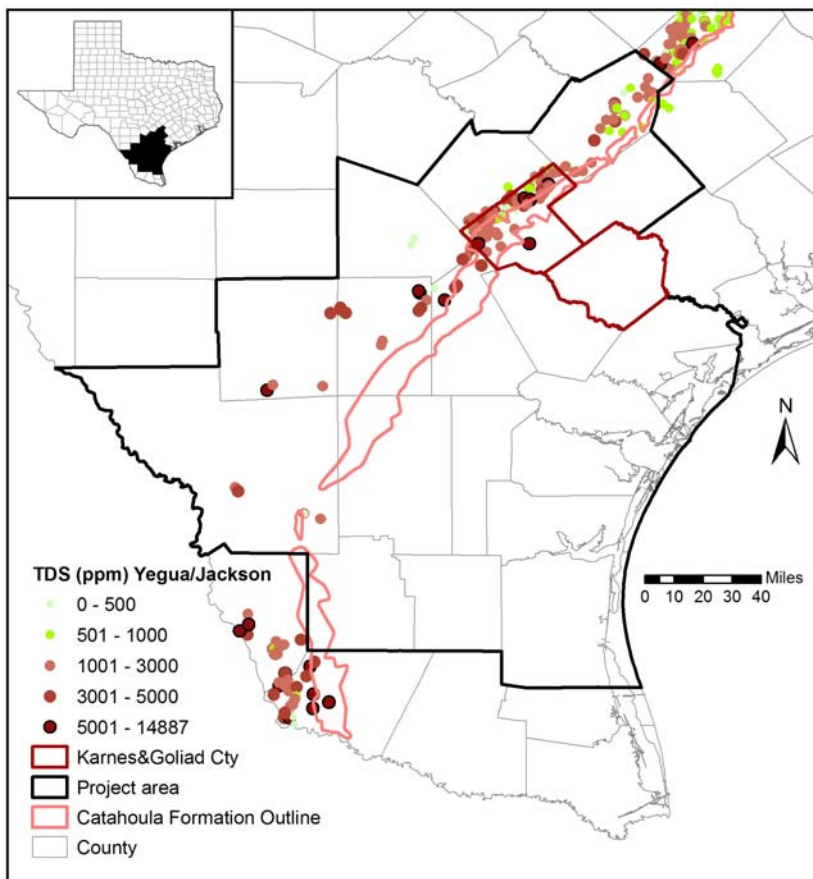 N
Miles
0 10 20 30 40
TDS (ppm) Yegua/Jackson
0 - 500
501 - 1000
1001 - 3000
3001 - 5000
5001 - 14887
Karnes&Goliad Cty
Project area
Catahoula Formation Outline
County